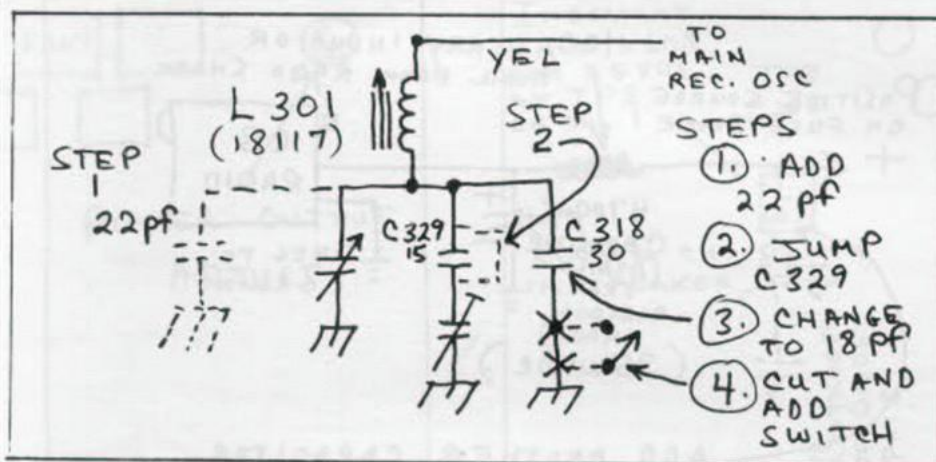 TO
MAIN
REC. OSC
YEL
L 301
(18117)
STEP
1
22pf
STEP
2
C329
15
C318
30
STEPS
1. ADD
22 pf
2. JUMP
C329
3. CHANGE
TO 18 pf
4. CUT AND
ADD
SWITCH